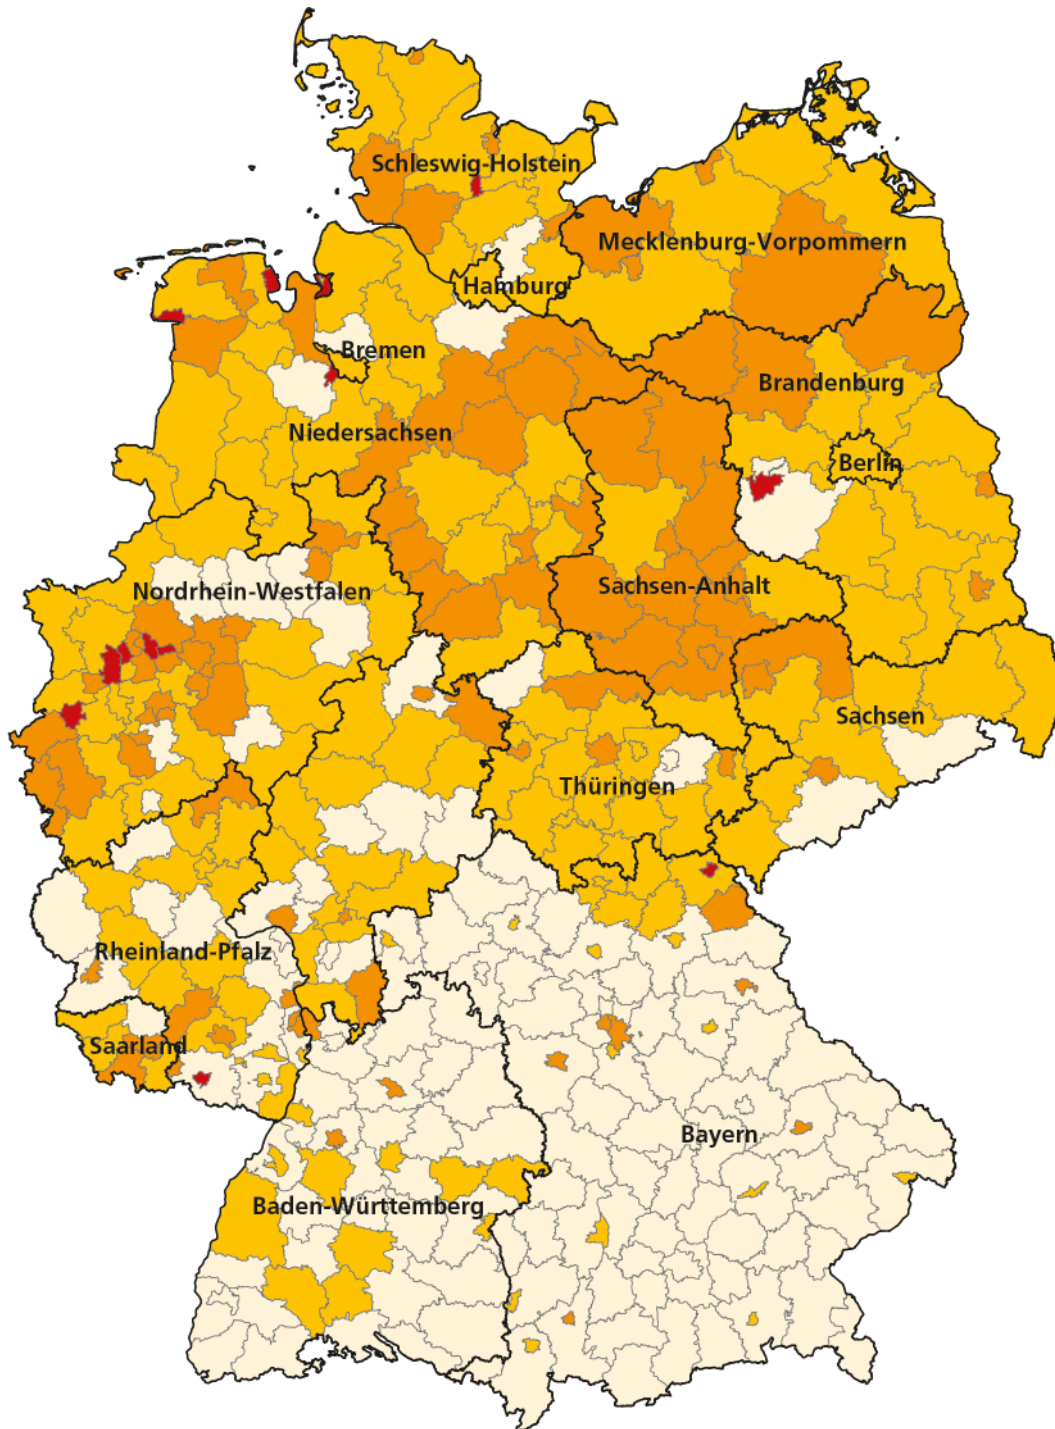 Schleswig-Holstein
Mecklenburg-Vorpommern
Hamburg
Bremen
Brandenburg
Niedersachsen
Berlin
Sachsen-Anhalt
Nordrhein-Westfalen
Sachsen
Thüringen
Rheinland-Pfalz
Saarland
Bayern
Baden-Württemberg